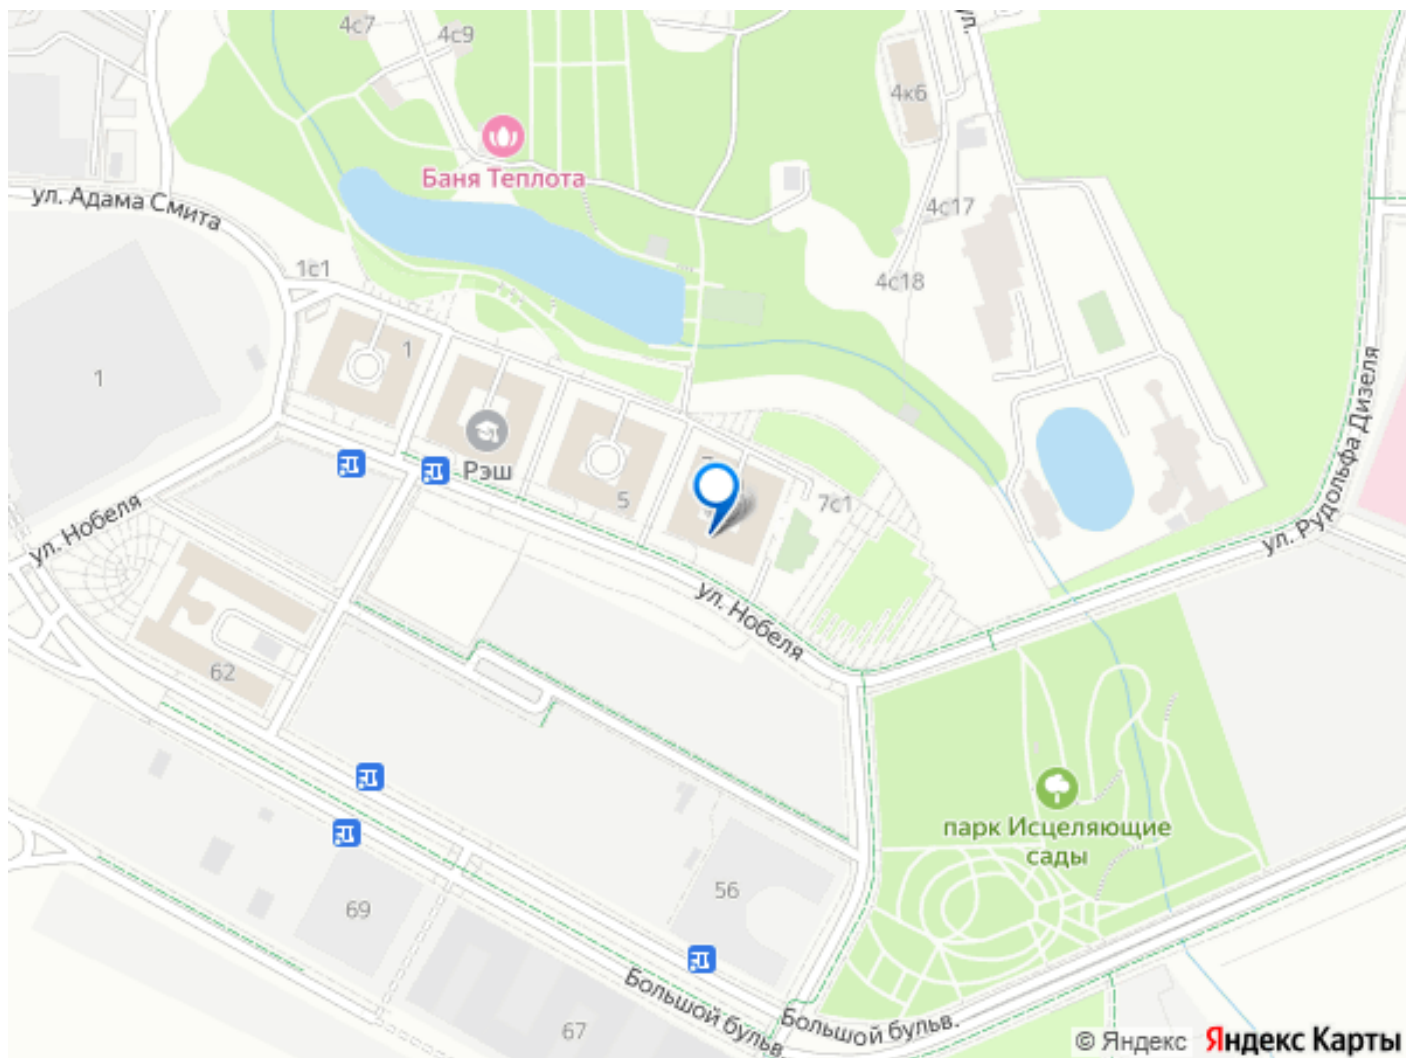 4с7
4с9
ул.
4к6
Баня Теплота
ул. Адама Смита
4с17
1с1
4с18
1
1
ул. Рудольфа Дизеля
РЭШ
5
7с1
ул. Нобеля
ул. Нобеля
62
парк Исцеляющие
сады
56
69
67
Большой бульв.
Большой бульв.
© Яндекс
Яндекс Карты